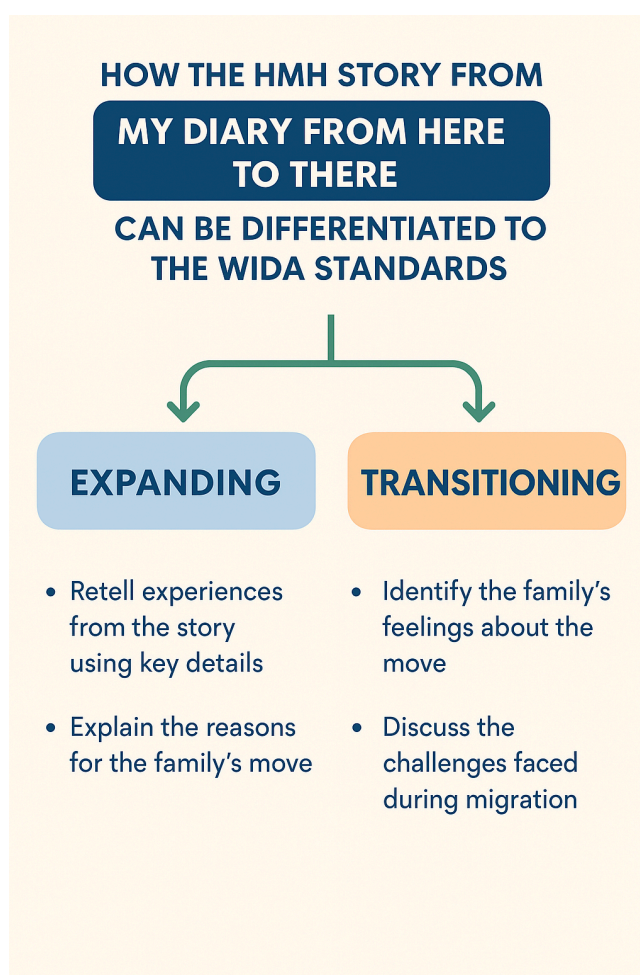 HOW THE HMH STORY FROM
MY DIARY FROM HERE
TO THERE
CAN BE DIFFERENTIATED TO
THE WIDA STANDARDS
EXPANDING
• Retell experiences
from the story
using key details
• Explain the reasons
for the family's move
TRANSITIONING
• Identify the family's
feelings about the
move
• Discuss the
challenges faced
during migration